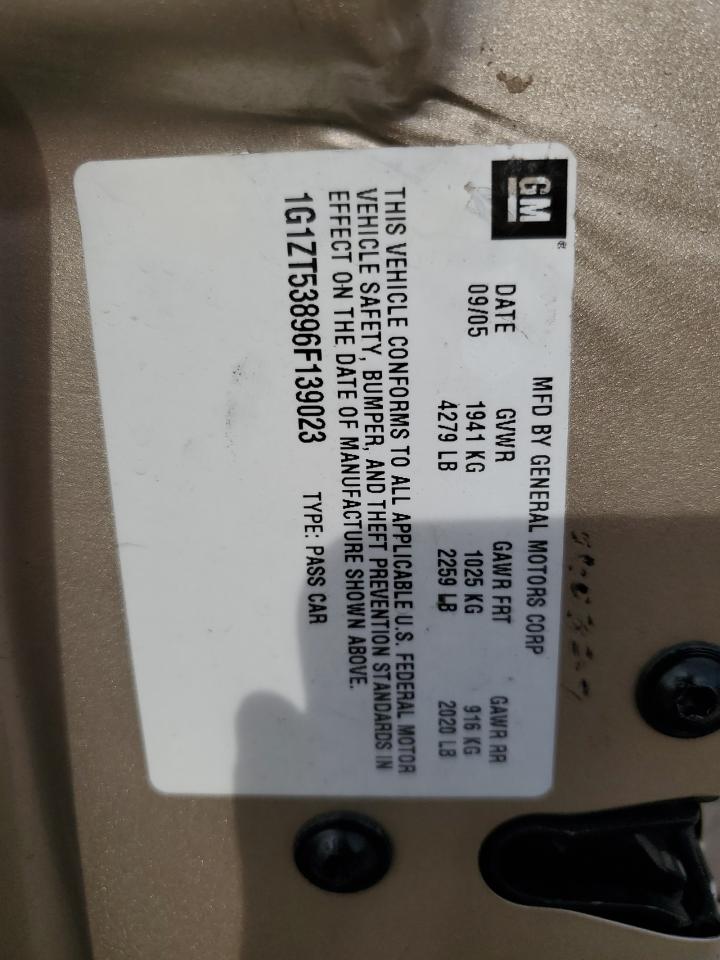 GM
®
MFD BY GENERAL MOTORS CORP
DATE GVWR GAWR FRT GAWR RR
09/05 1941 KG 1025 KG 916 KG
4279 LB 2259 LB 2020 LB
THIS VEHICLE CONFORMS TO ALL APPLICABLE U.S. FEDERAL MOTOR
VEHICLE SAFETY, BUMPER, AND THEFT PREVENTION STANDARDS IN
EFFECT ON THE DATE OF MANUFACTURE SHOWN ABOVE.
1G1ZT53896F139023 TYPE: PASS CAR